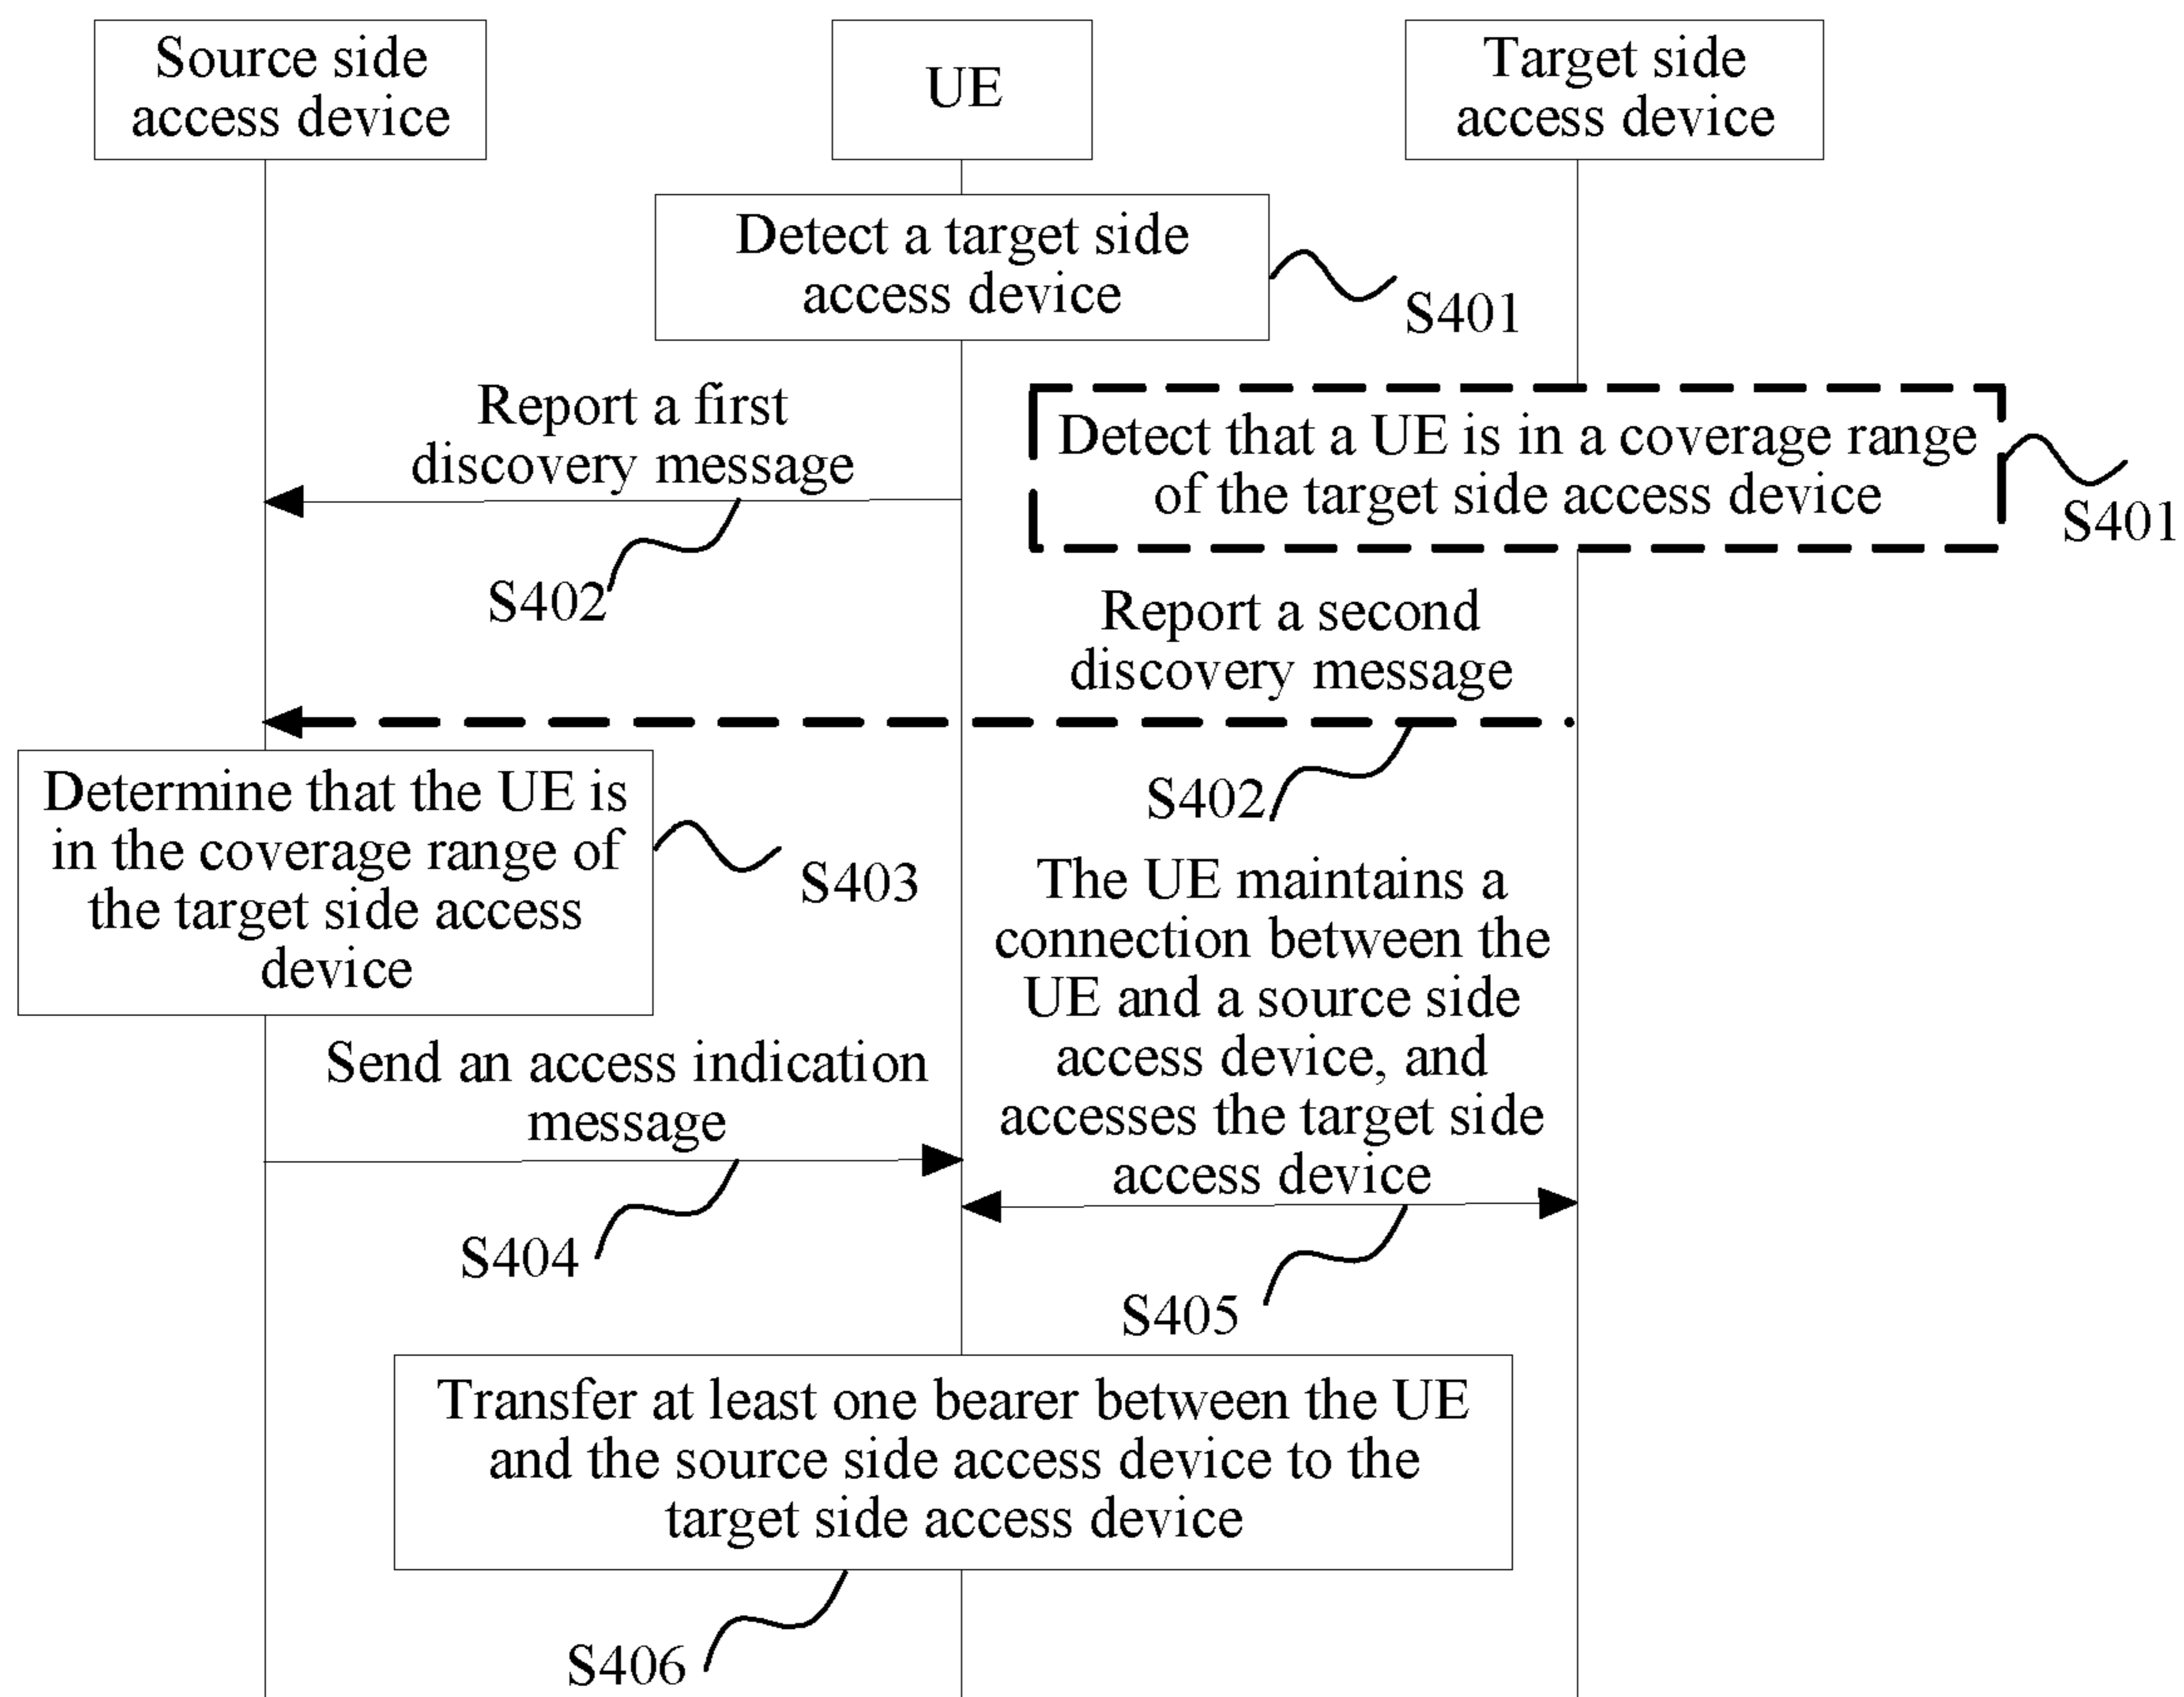 Source side
access device
UE
Target side
access device
Detect a target side
access device
S401
Report a first
discovery message
S402
Detect that a UE is in a coverage range
of the target side access device
S401
Report a second
discovery message
S402
Determine that the UE is
in the coverage range of
the target side access
device
S403
Send an access indication
message
S404
The UE maintains a
connection between the
UE and a source side
access device, and
accesses the target side
access device
S405
Transfer at least one bearer between the UE
and the source side access device to the
target side access device
S406